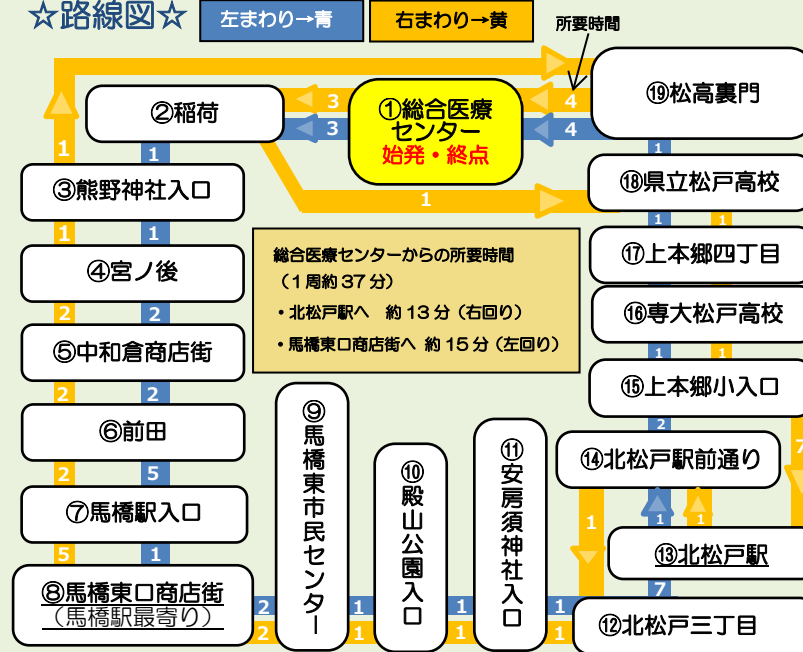 ☆路線図☆
左まわり→青
右まわり→黄
所要時間
⑲松高裏門
②稲荷
3
3
①総合医療
センター
始発・終点
4
4
1
1
1
③熊野神社入口
1
⑱県立松戸高校
1
1
1
1
④宮ノ後
総合医療センターからの所要時間
(1周約37分)
・北松戸駅へ 約13分(右回り)
・馬橋東口商店街へ 約15分(左回り)
⑰上本郷四丁目
2
2
⑯専大松戸高校
⑤中和倉商店街
1
1
2
2
⑮上本郷小入口
⑥前田
2
7
2
5
⑭北松戸駅前通り
⑦馬橋駅入口
1
1
1
5
1
⑬北松戸駅
⑧馬橋東口商店街
(馬橋駅最寄り)
⑨馬橋東市民センター
⑩殿山公園入口
⑪安房須神社入口
7
2
1
1
1
2
1
1
1
⑫北松戸三丁目